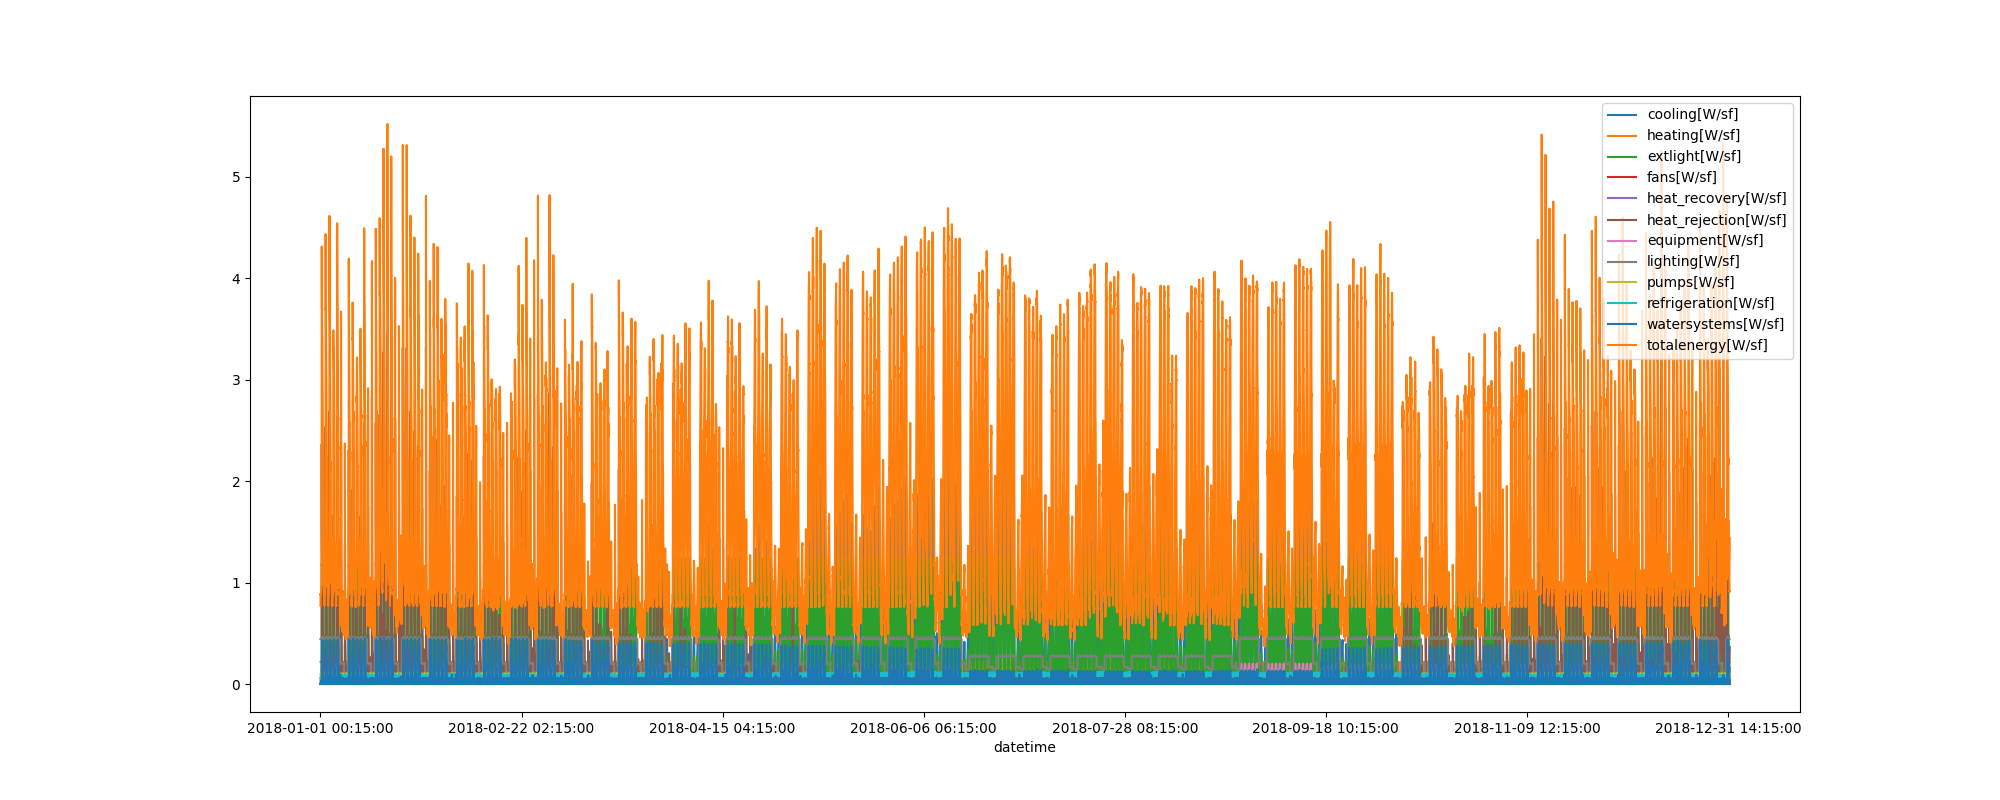 cooling[W/sf]
heating[W/sf]
extlight[W/sf]
fans[W/sf]
heat_recovery[W/sf]
heat_rejection[W/sf]
equipment[W/sf]
lighting[W/sf]
pumps[W/sf]
refrigeration[W/sf]
watersystems[W/sf]
totalenergy[W/sf]
5
4
3
2
1
0
2018-01-01 00:15:00 2018-02-22 02:15:00 2018-04-15 04:15:00 2018-06-06 06:15:00 2018-07-28 08:15:00 2018-09-18 10:15:00 2018-11-09 12:15:00 2018-12-31 14:15:00
datetime